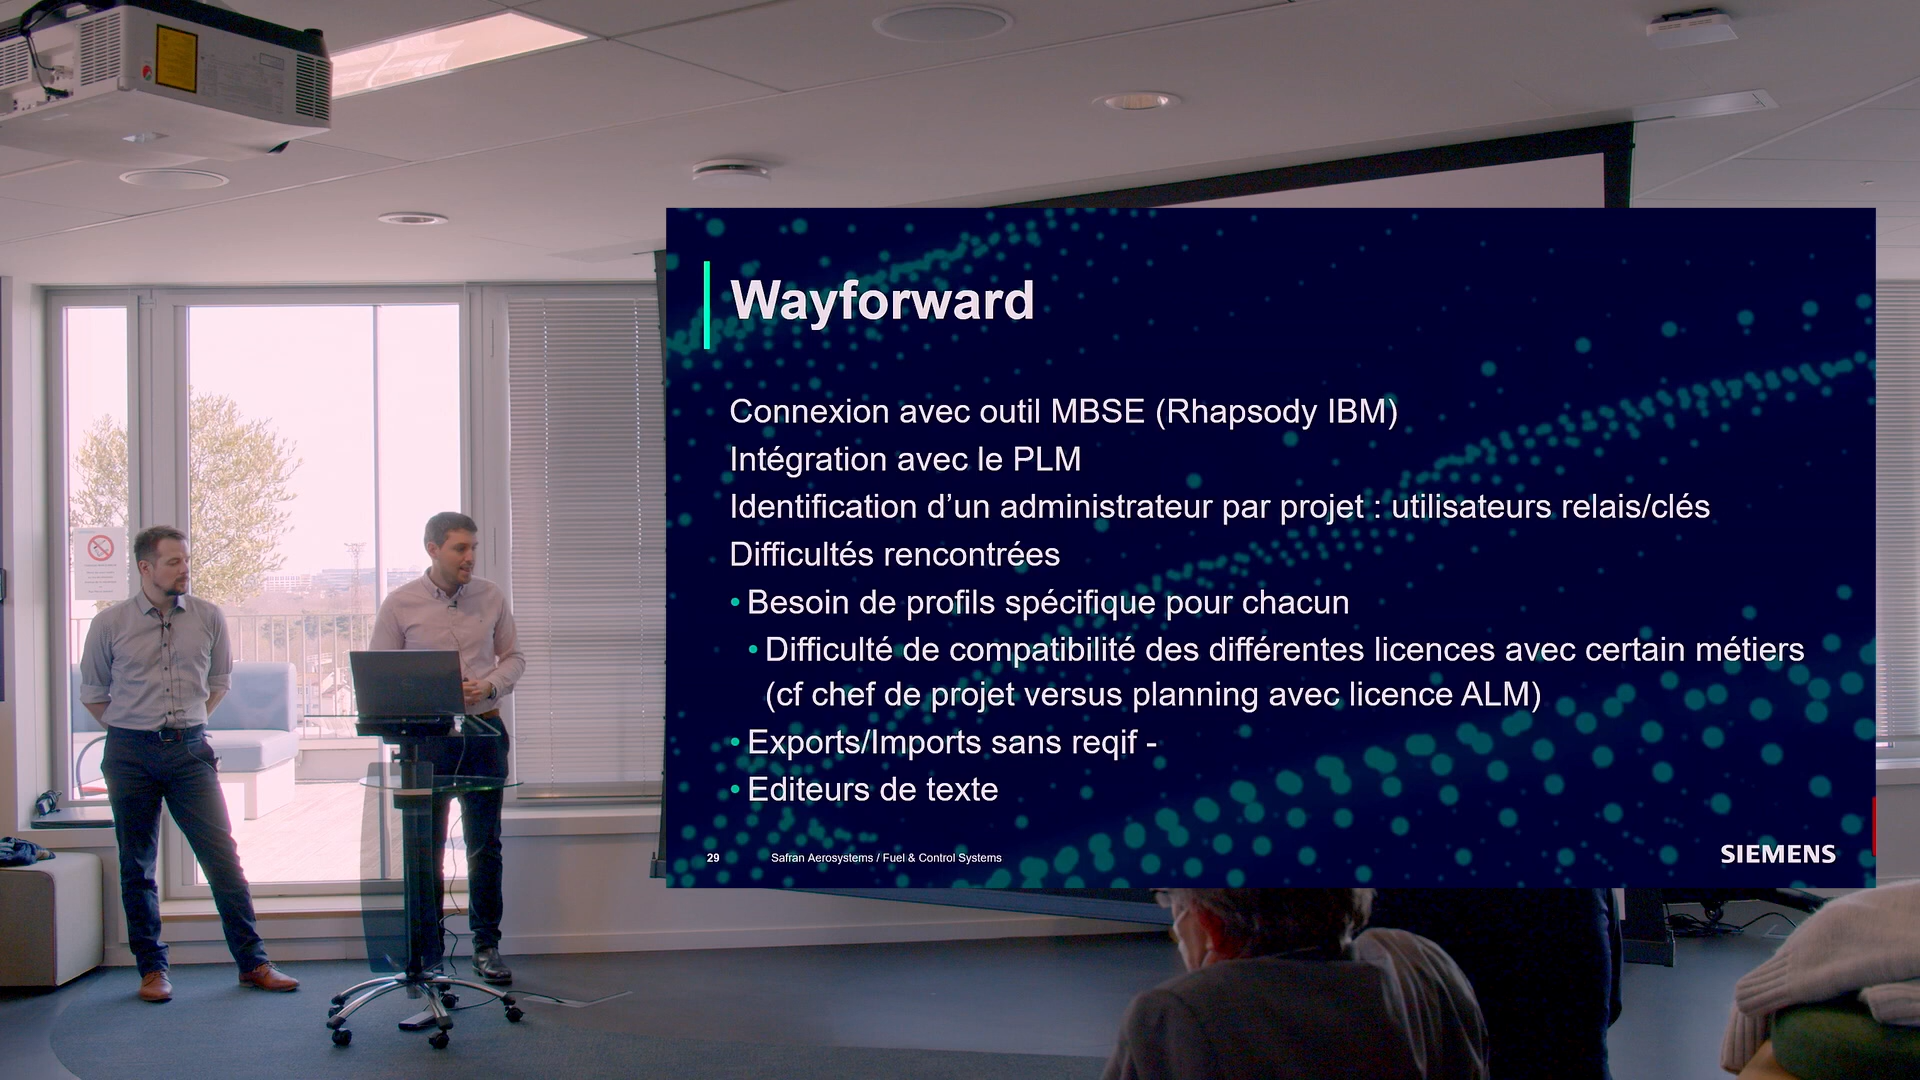 Wayforward
Connexion avec outil MBSE (Rhapsody IBM)
Intégration avec le PLM
Identification d’un administrateur par projet : utilisateurs relais/clés
Difficultés rencontrées
• Besoin de profils spécifique pour chacun
• Difficulté de compatibilité des différentes licences avec certain métiers
(cf chef de projet versus planning avec licence ALM)
• Exports/Imports sans reqif -
• Editeurs de texte
29 Safran Aerosystems / Fuel & Control Systems
SIEMENS